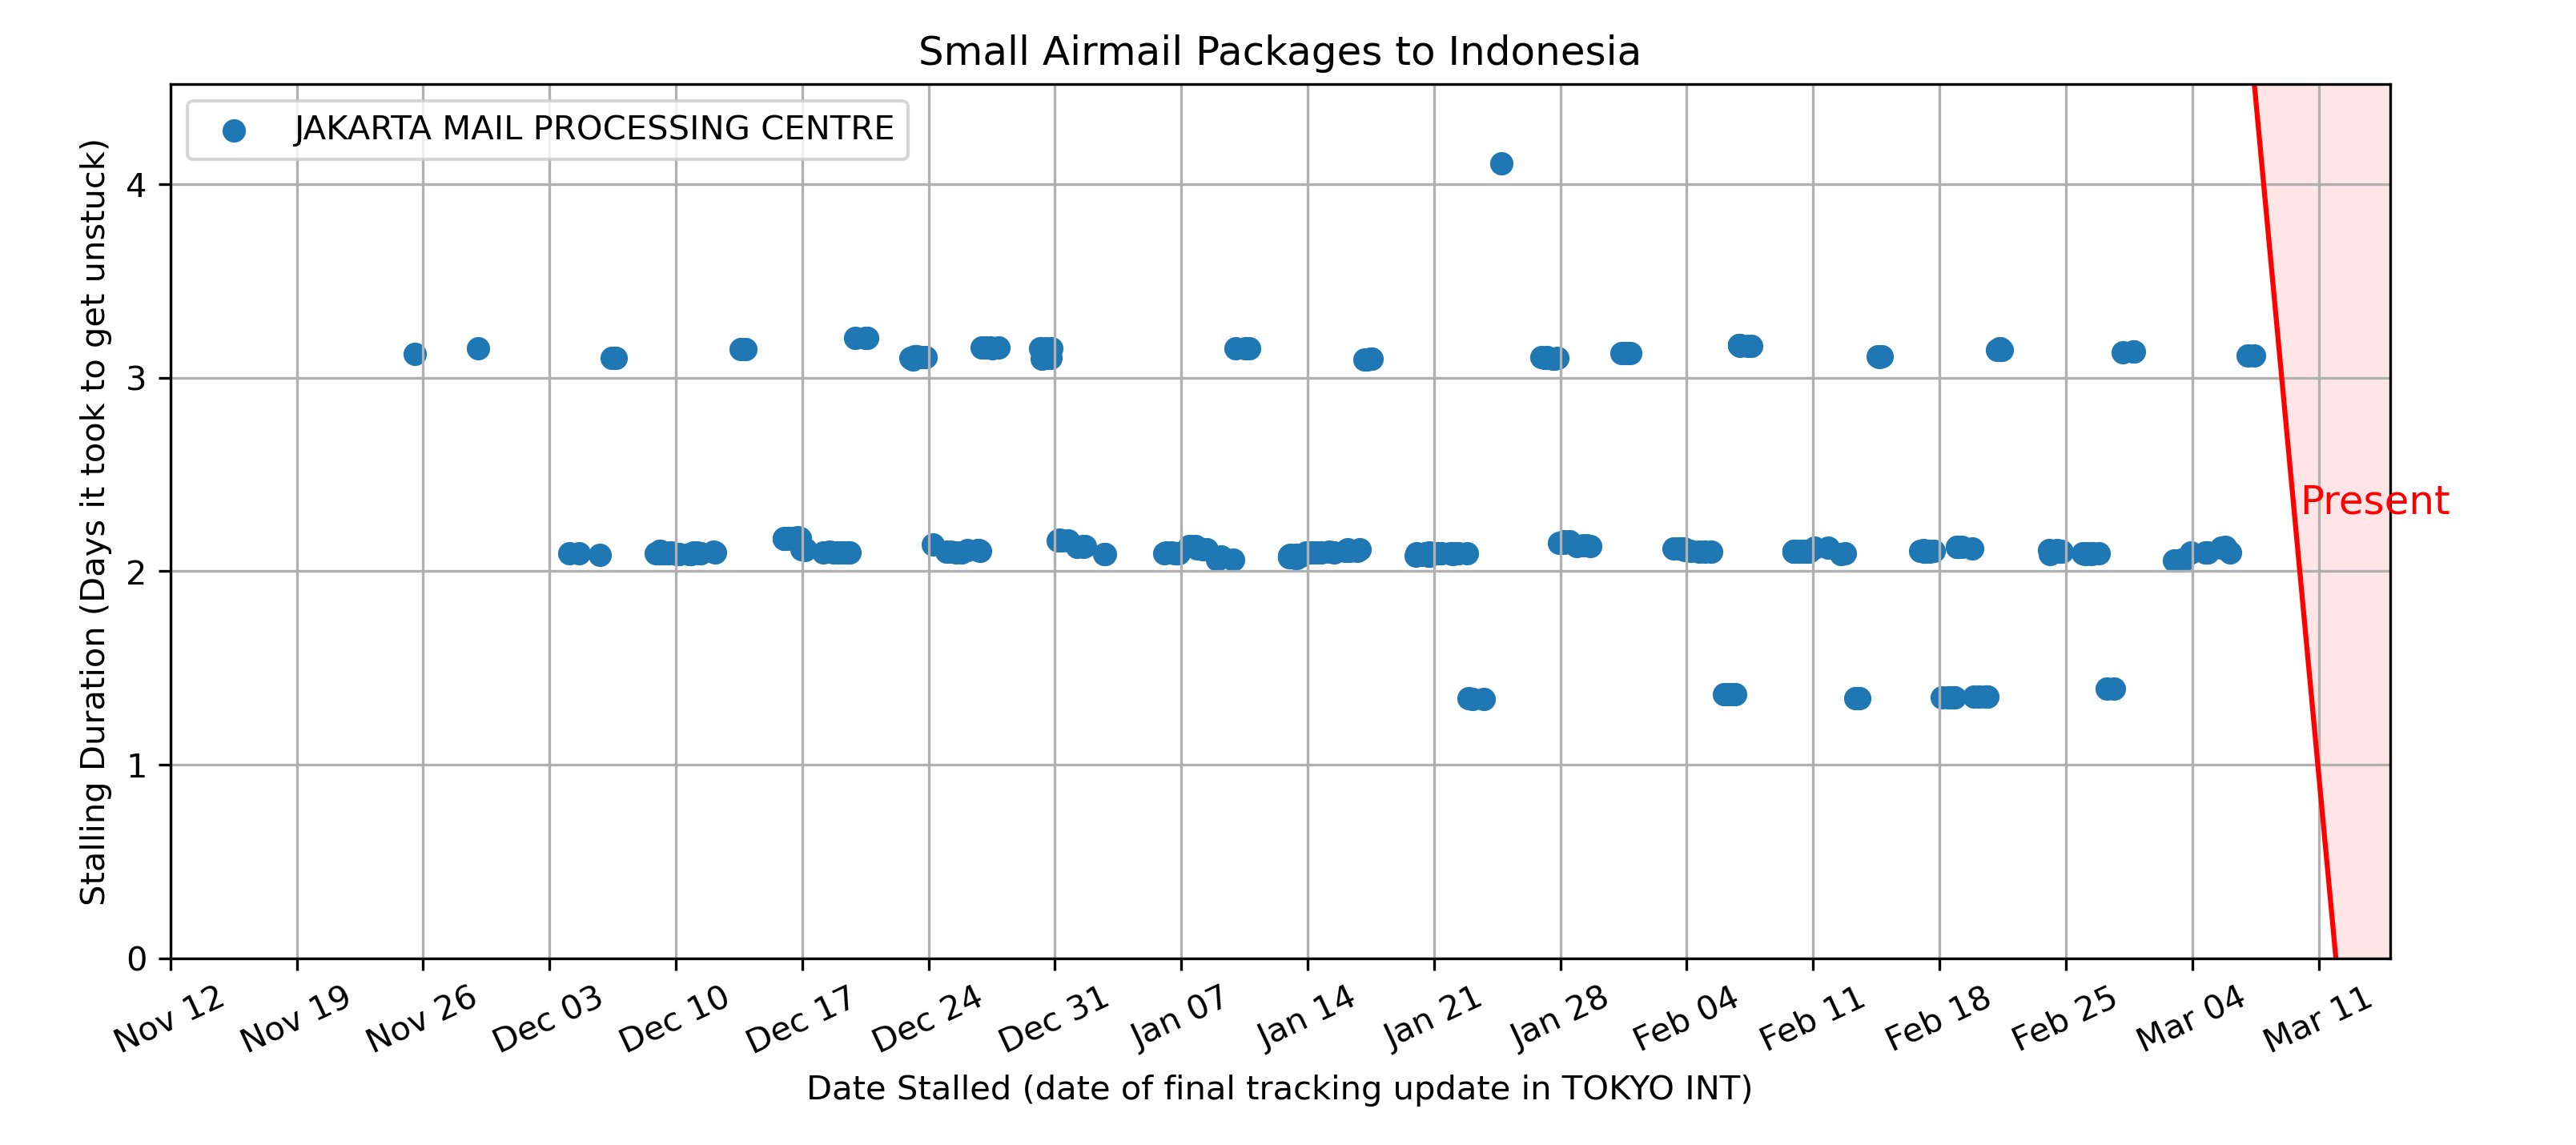 Small Airmail Packages to Indonesia
JAKARTA MAIL PROCESSING CENTRE
Stalling Duration (Days it took to get unstuck)
4
3
2
1
0
Present
Nov 12
Nov 19
Nov 26
Dec 03
Dec 10
Dec 17
Dec 24
Dec 31
Jan 07
Jan 14
Jan 21
Jan 28
Feb 04
Feb 11
Feb 18
Feb 25
Mar 04
Mar 11
Date Stalled (date of final tracking update in TOKYO INT)